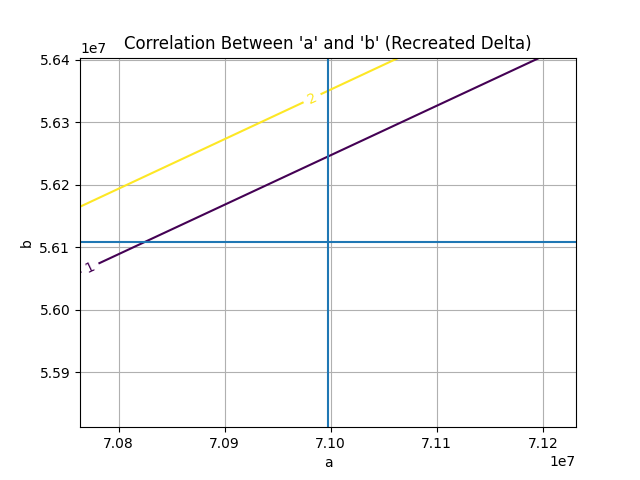 Correlation Between 'a' and 'b' (Recreated Delta)
1e7
5.64
5.63
5.62
5.61
5.60
5.59
b
2
1
7.08 7.09 7.10 7.11 7.12
a
1e7